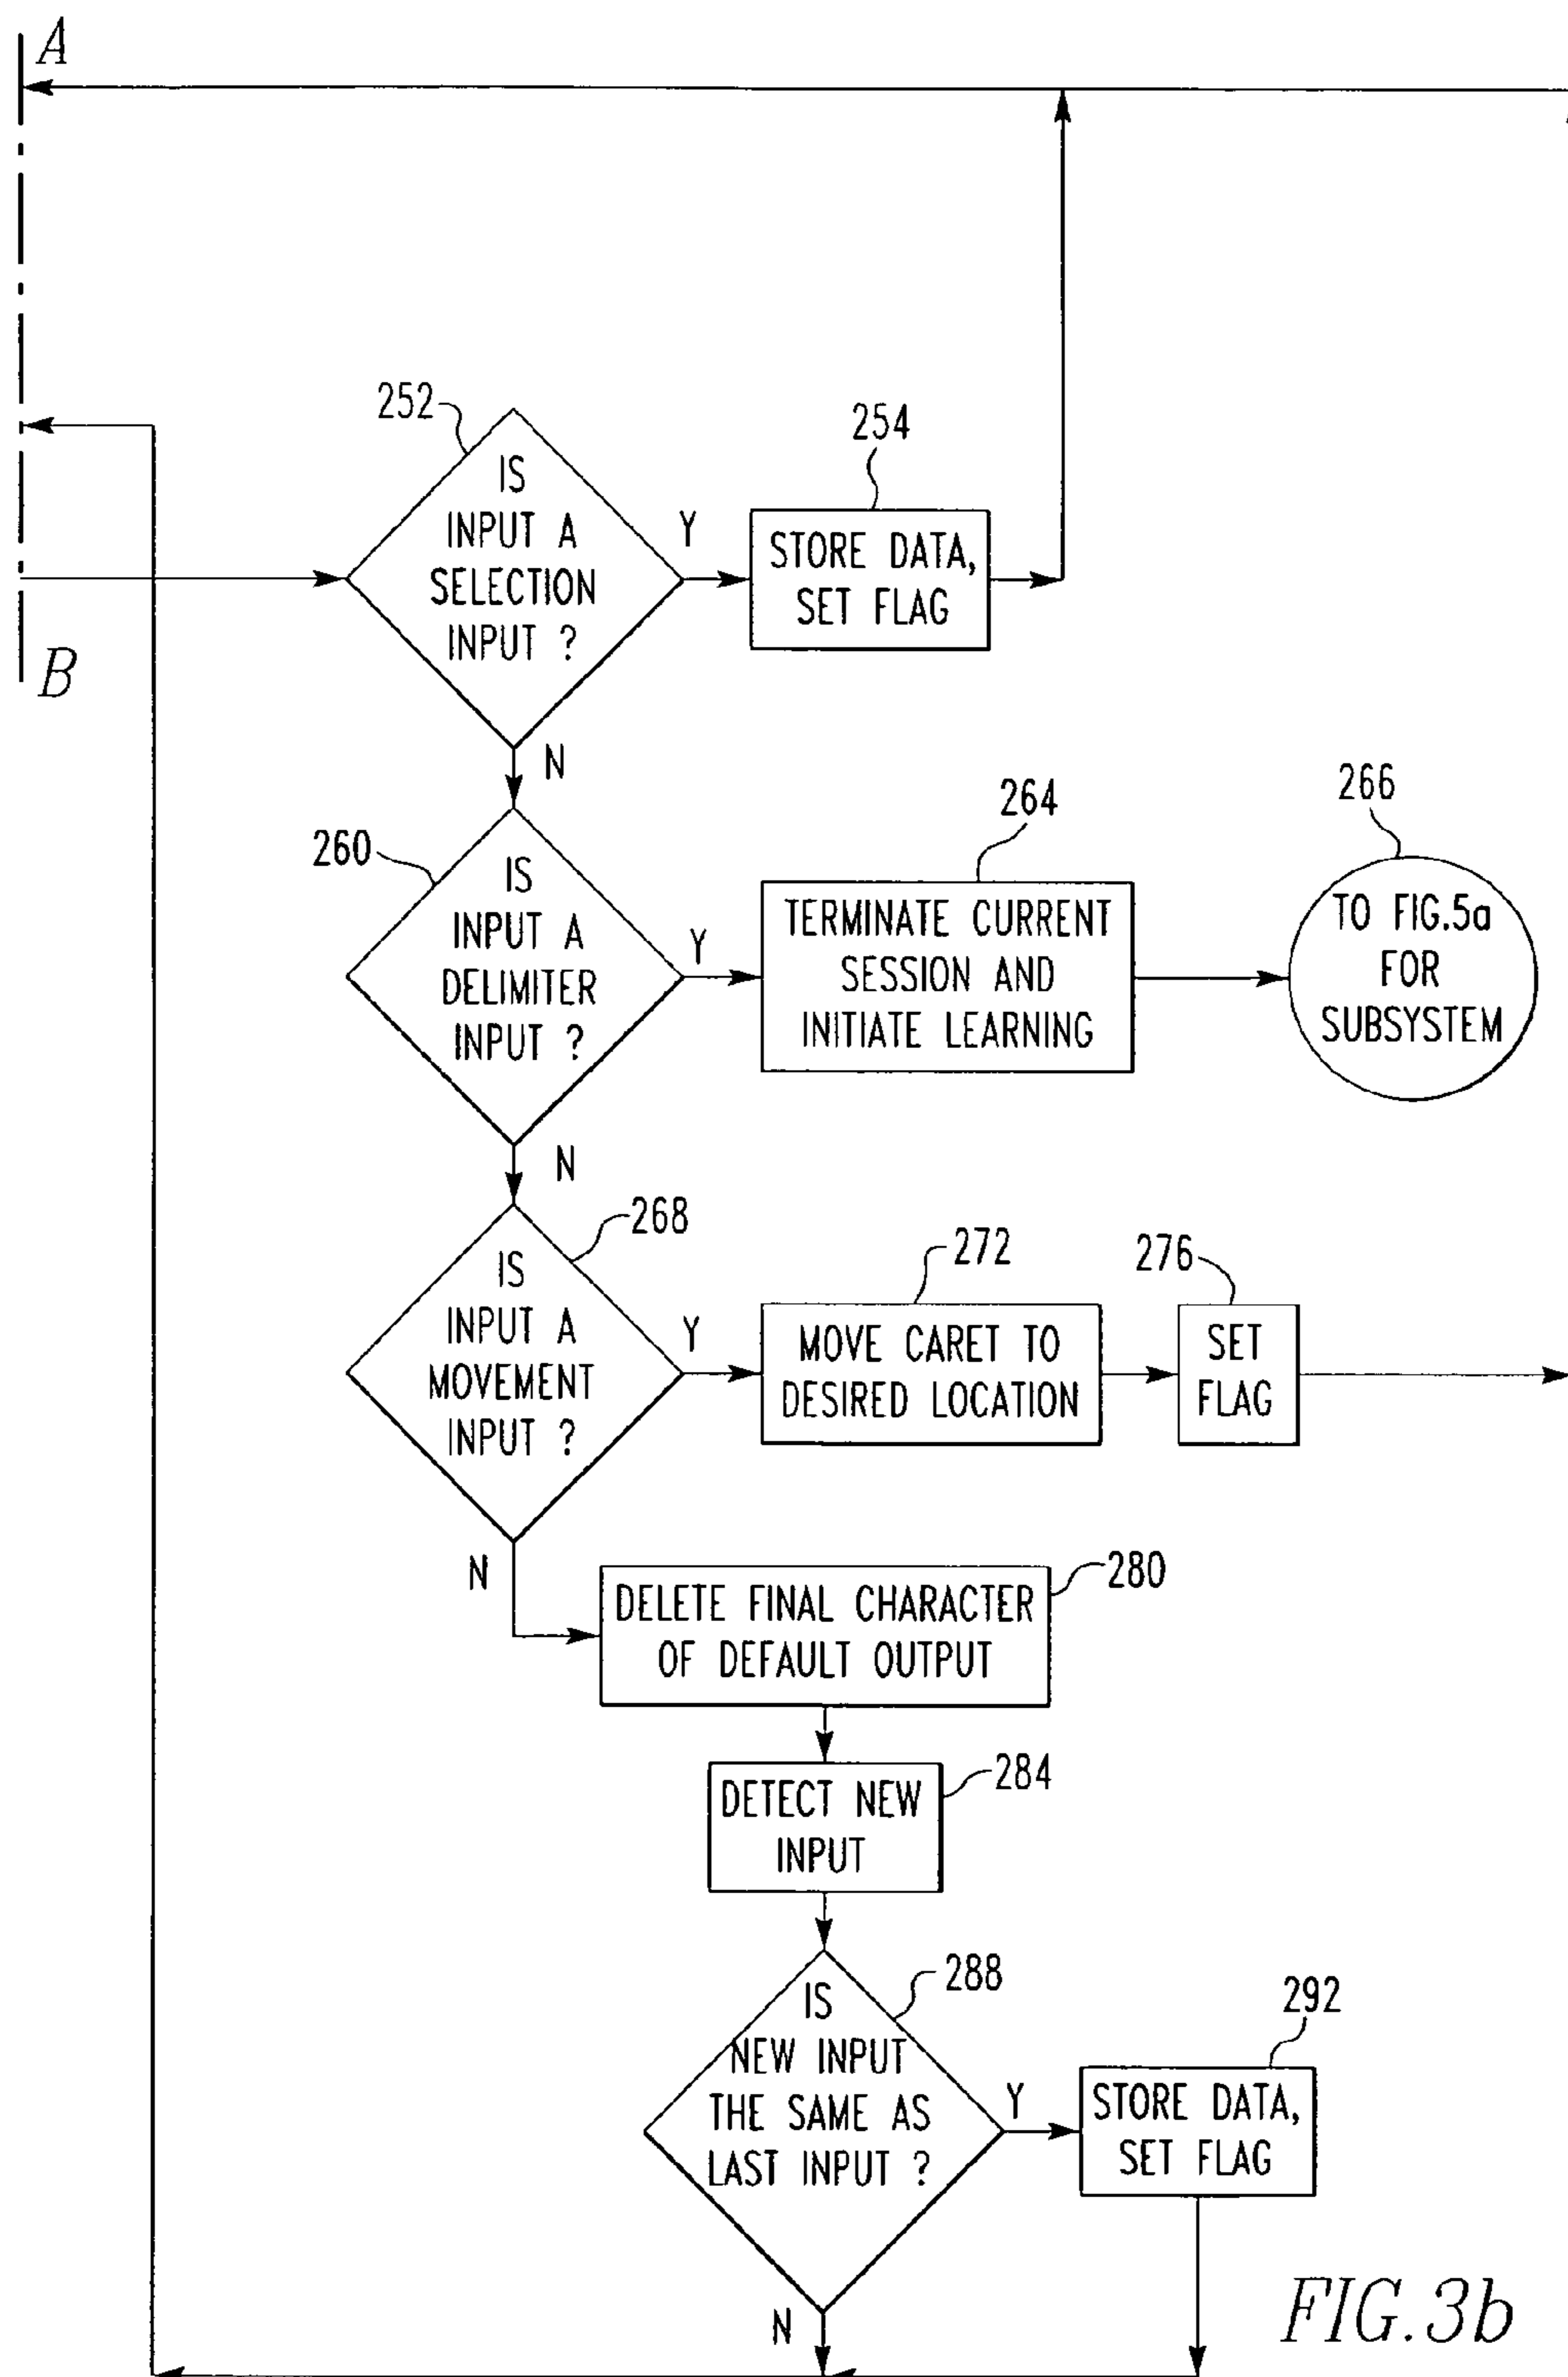 A
252
IS
INPUT A
SELECTION
INPUT ?
Y
254
STORE DATA,
SET FLAG
B
N
260
IS
INPUT A
DELIMITER
INPUT ?
Y
264
TERMINATE CURRENT
SESSION AND
INITIATE LEARNING
266
TO FIG.5a
FOR
SUBSYSTEM
N
268
IS
INPUT A
MOVEMENT
INPUT ?
Y
272
MOVE CARET TO
DESIRED LOCATION
276
SET
FLAG
N
280
DELETE FINAL CHARACTER
OF DEFAULT OUTPUT
284
DETECT NEW
INPUT
288
IS
NEW INPUT
THE SAME AS
LAST INPUT ?
Y
292
STORE DATA,
SET FLAG
N
FIG.3b